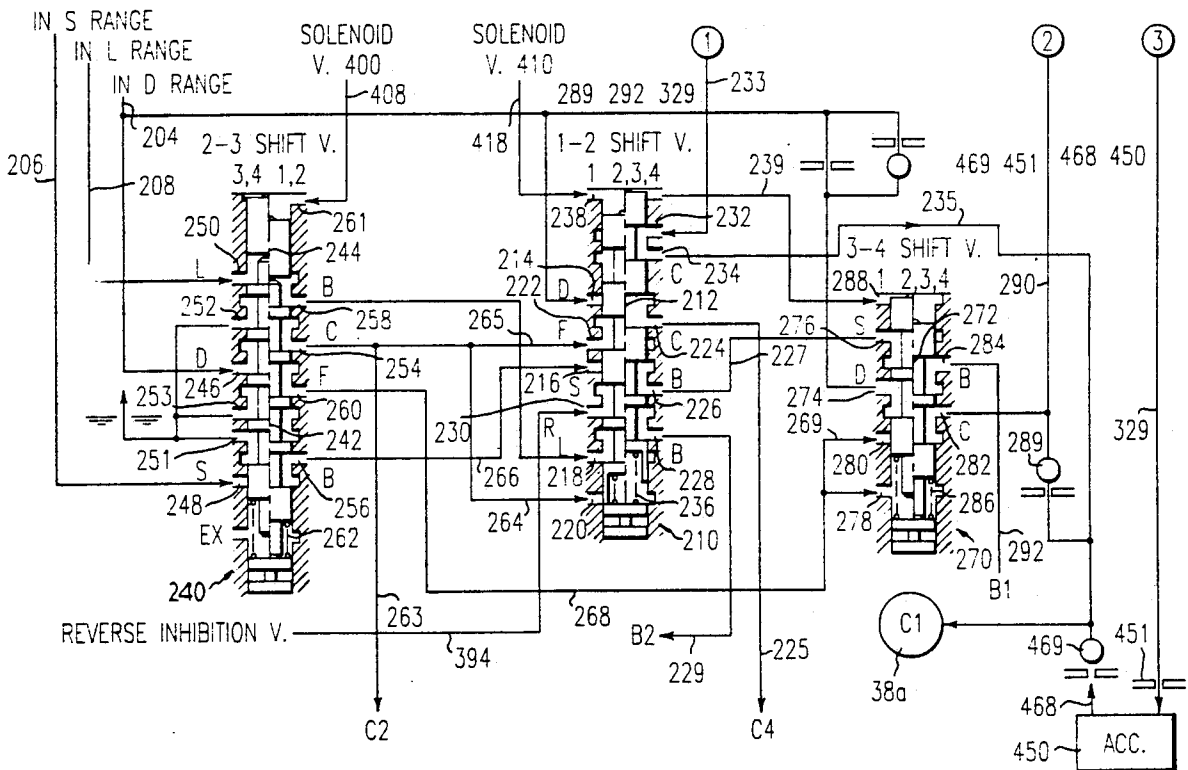 IN S RANGE
IN L RANGE
IN D RANGE
SOLENOID
V. 400
SOLENOID
V. 410
1
2
3
408
418
289 292 329
233
204
206
208
2-3 SHIFT V.
3,4 1,2
1-2 SHIFT V.
1 2,3,4
239
469 451 468 450
235
3-4 SHIFT V.
1 2,3,4
290
250
261
244
238
232
234
214
C
288
L
B
252
258
222
D
212
S
272
C
265
F
C
276
284
D
254
224
227
246
F
216
S
B
D
B
253
260
226
274
329
242
230
R
269
C
251
L
282
289
S
B
266
218
B
228
280
248
256
264
236
286
EX
262
220
210
278
270
292
240
B1
263
268
REVERSE INHIBITION V.
394
B2
229
225
C1
38a
469
451
468
C2
C4
450
ACC.